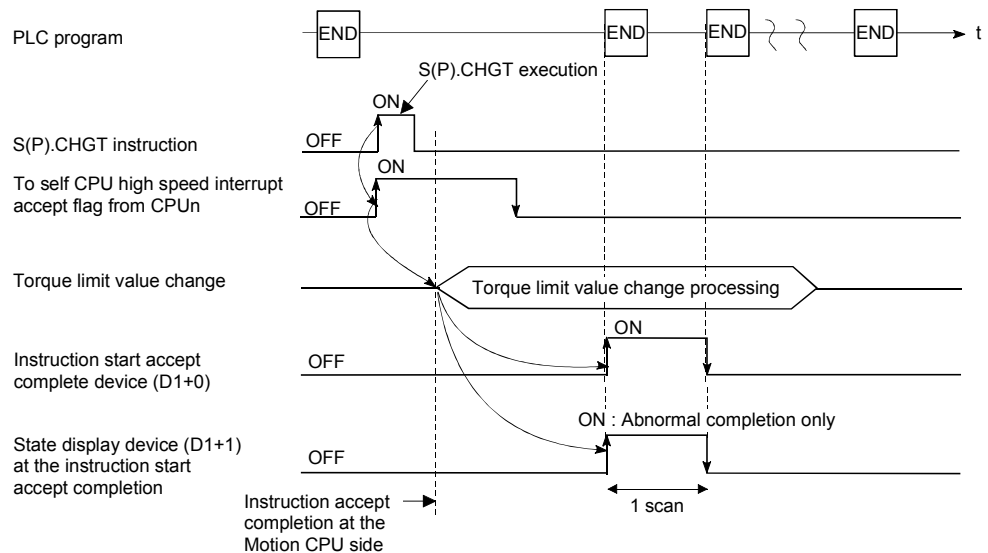 PLC program
END
END
END
END
t
S(P).CHGT execution
ON
S(P).CHGT instruction
OFF
To self CPU high speed interrupt
accept flag from CPUn
ON
OFF
Torque limit value change
Torque limit value change processing
Instruction start accept
complete device (D1+0)
OFF
ON
ON : Abnormal completion only
State display device (D1+1)
at the instruction start
accept completion
OFF
Instruction accept
completion at the
Motion CPU side
1 scan